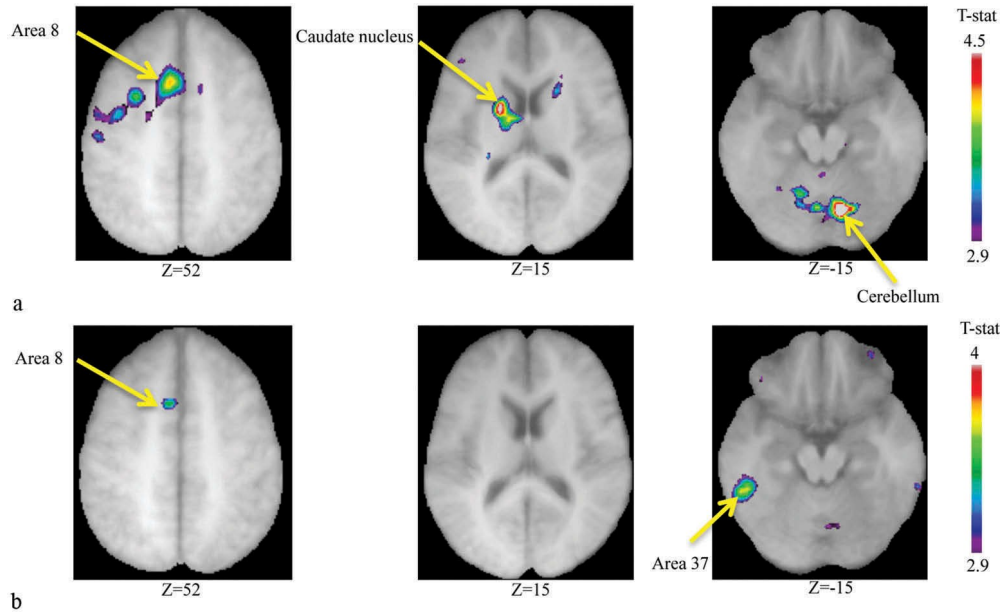 Area 8
Caudate nucleus
T-stat
4.5
2.9
Z=52
Z=15
Z=-15
Cerebellum
a
Area 8
T-stat
4
Area 37
2.9
Z=52
Z=15
Z=-15
b